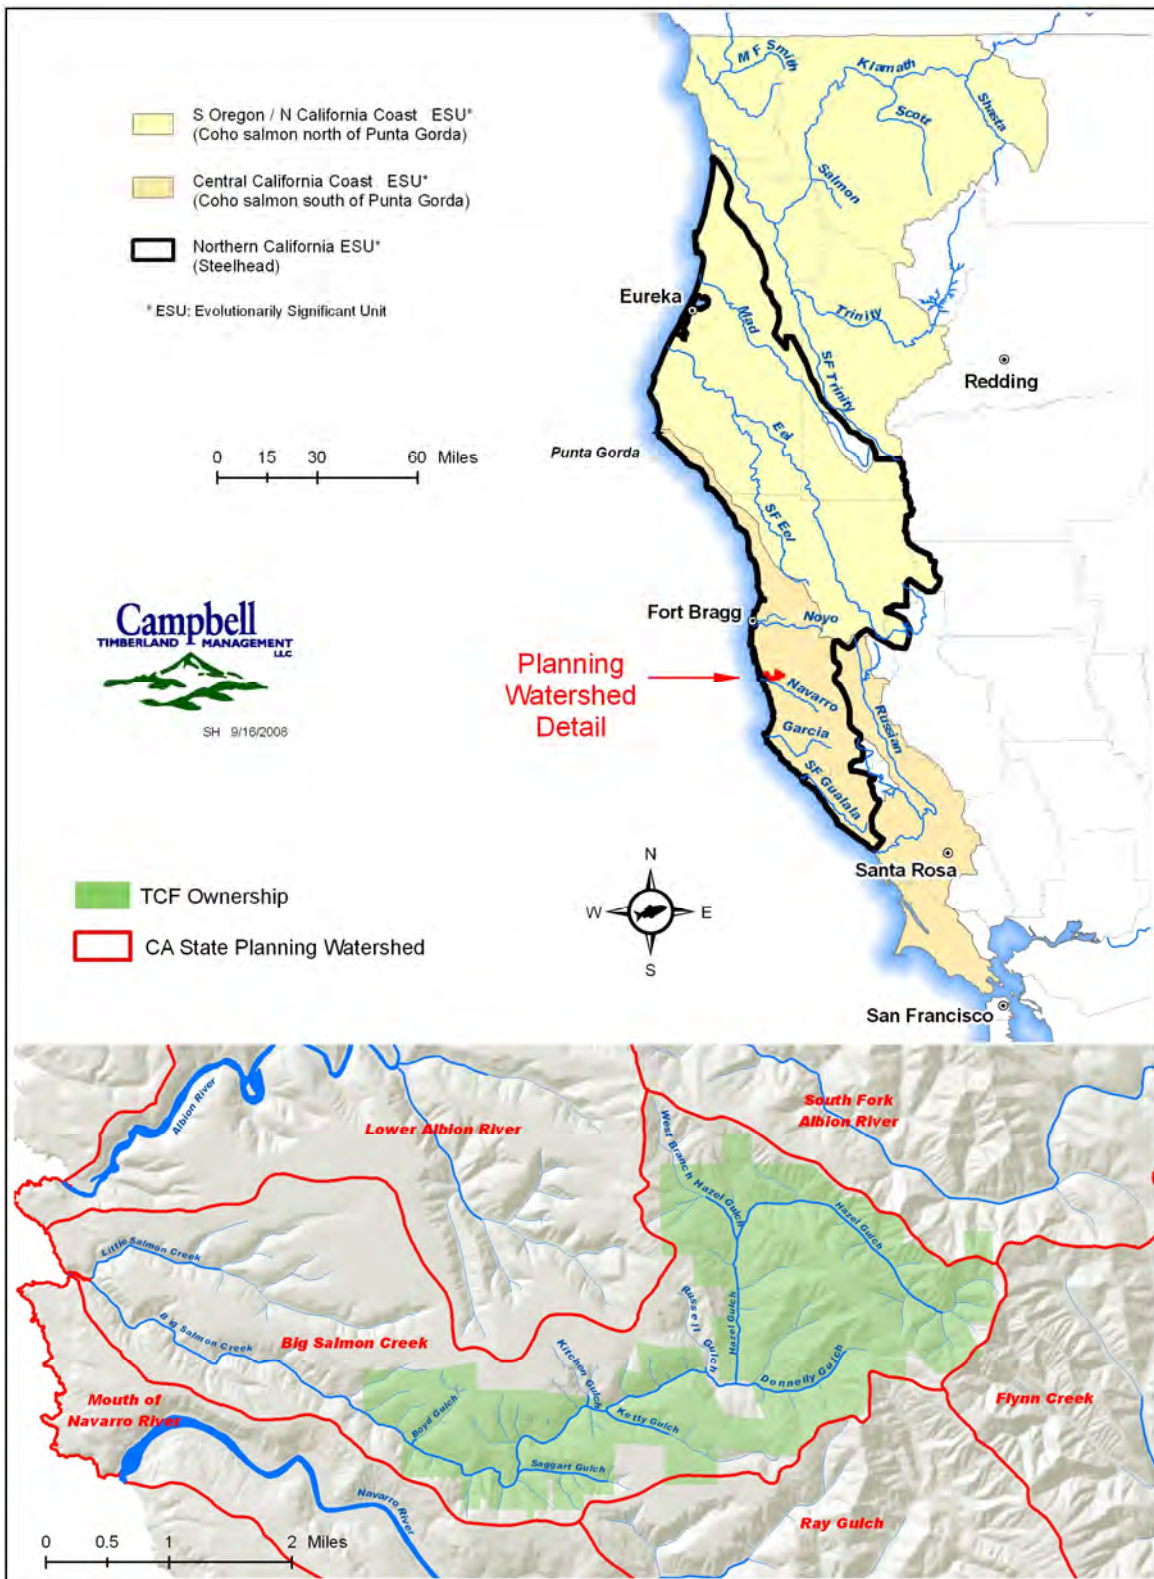 S Oregon / N California Coast ESU*
(Coho salmon north of Punta Gorda)
Central California Coast ESU*
(Coho salmon south of Punta Gorda)
Northern California ESU*
(Steelhead)
* ESU: Evolutionarily Significant Unit
0 15 30 60 Miles
Campbell
TIMBERLAND MANAGEMENT
LLC
SH 9/16/2008
M F Smith
Klamath
Scott
Shasta
Salmon
Eureka
Mad
Trinity
SF Trinity
Redding
Punta Gorda
Eel
SF Eel
Fort Bragg
Noyo
Planning
Watershed
Detail
Navarro
Garcia
Russian
SF Gualala
Santa Rosa
San Francisco
N
W E
S
TCF Ownership
CA State Planning Watershed
Albion River
Lower Albion River
South Fork
Albion River
West Branch Hazel Gulch
Hazel Gulch
Little Salmon Creek
Big Salmon Creek
Big Salmon Creek
Russell Gulch
Hazel Gulch
Kitchen Gulch
Donnelly Gulch
Mouth of
Navarro River
Flynn Creek
Boyd Gulch
Ketty Gulch
Saggart Gulch
Navarro River
Ray Gulch
0 0.5 1 2 Miles